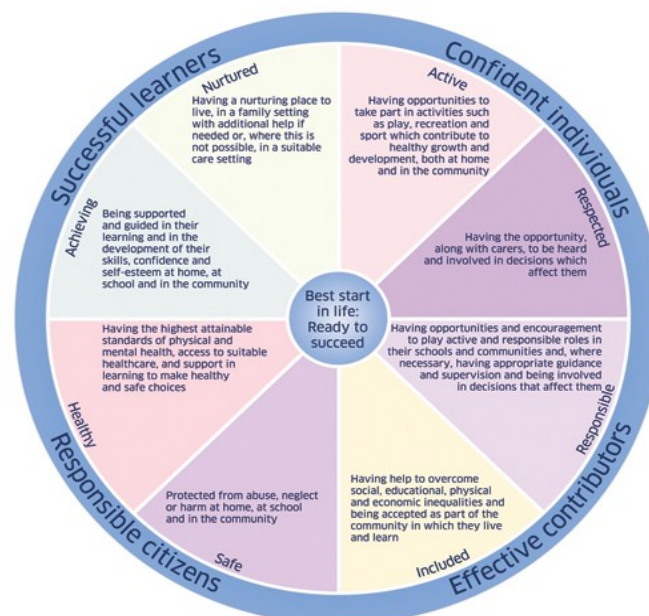 Successful learners
Confident individuals
Nurtured
Having a nurturing place to
live, in a family setting
with additional help if
needed or, where this is
not possible, in a suitable
care setting
Active
Having opportunities to
take part in activities
such as play, recreation and
sport which contribute to
healthy growth and
development, both at home
and in the community
Achieving
Being supported
and guided in their
learning and in the
development of their
skills, confidence and
self-esteem at home, at
school and in the community
Respected
Having the opportunity,
along with carers, to be heard
and involved in decisions which
affect them
Best start
in life:
Ready to
succeed
Healthy
Having the highest attainable
standards of physical and
mental health, access to suitable
healthcare, and support in
learning to make healthy
and safe choices
Having opportunities and encouragement
to play active and responsible roles in
their schools and communities and, where
necessary, having appropriate guidance
and supervision and being involved
in decisions that affect them
Responsible
Protected from abuse, neglect
or harm at home, at school
and in the community
Safe
Having help to overcome
social, educational, physical
and economic inequalities and
being accepted as part of the
community in which they live
and learn
Included
Responsible citizens
Effective contributors